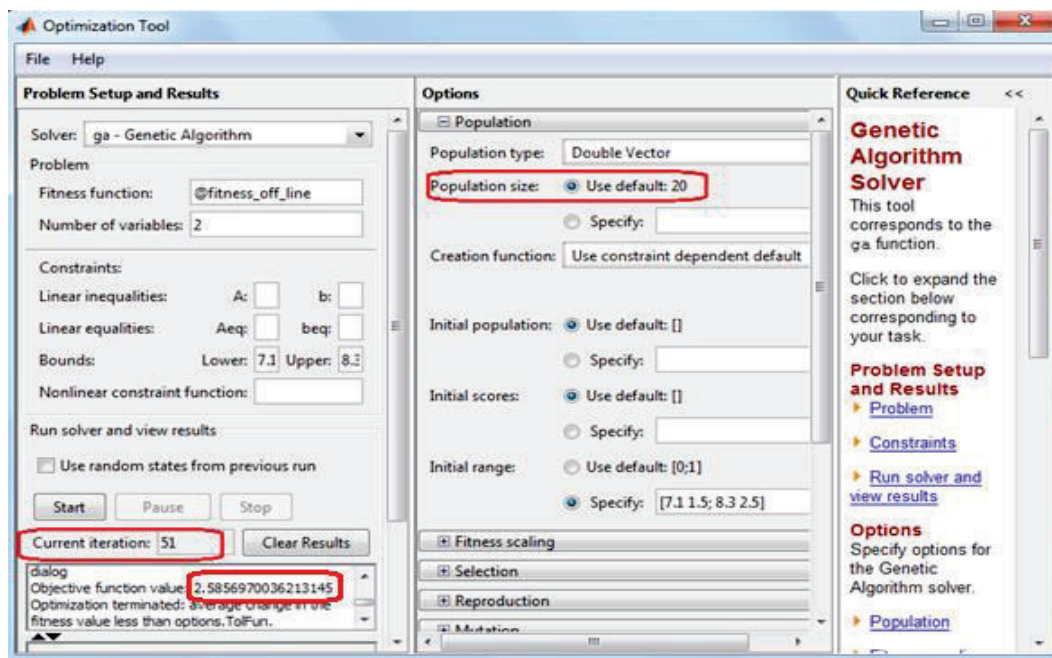 Optimization Tool
File Help
Problem Setup and Results
Solver: ga - Genetic Algorithm
Problem
Fitness function: @fitness_off_line
Number of variables: 2
Constraints:
Linear inequalities: A: b:
Linear equalities: Aeq: beq:
Bounds: Lower: 7.1 Upper: 8.3
Nonlinear constraint function:
Run solver and view results
Use random states from previous run
Start Pause Stop
Current iteration: 51 Clear Results
dialog
Objective function value: 2.5856970036213145
Optimization terminated: average change in the
fitness value less than options.TolFun.
Options
Population
Population type: Double Vector
Population size: Use default: 20
Specify:
Creation function: Use constraint dependent default
Initial population: Use default: []
Specify:
Initial scores: Use default: []
Specify:
Initial range: Use default: [0;1]
Specify: [7.1 1.5; 8.3 2.5]
Fitness scaling
Selection
Reproduction
Mutation
Quick Reference <<
Genetic
Algorithm
Solver
This tool
corresponds to the
ga function.
Click to expand the
section below
corresponding to
your task.
Problem Setup
and Results
Problem
Constraints
Run solver and
view results
Options
Specify options for
the Genetic
Algorithm solver.
Population